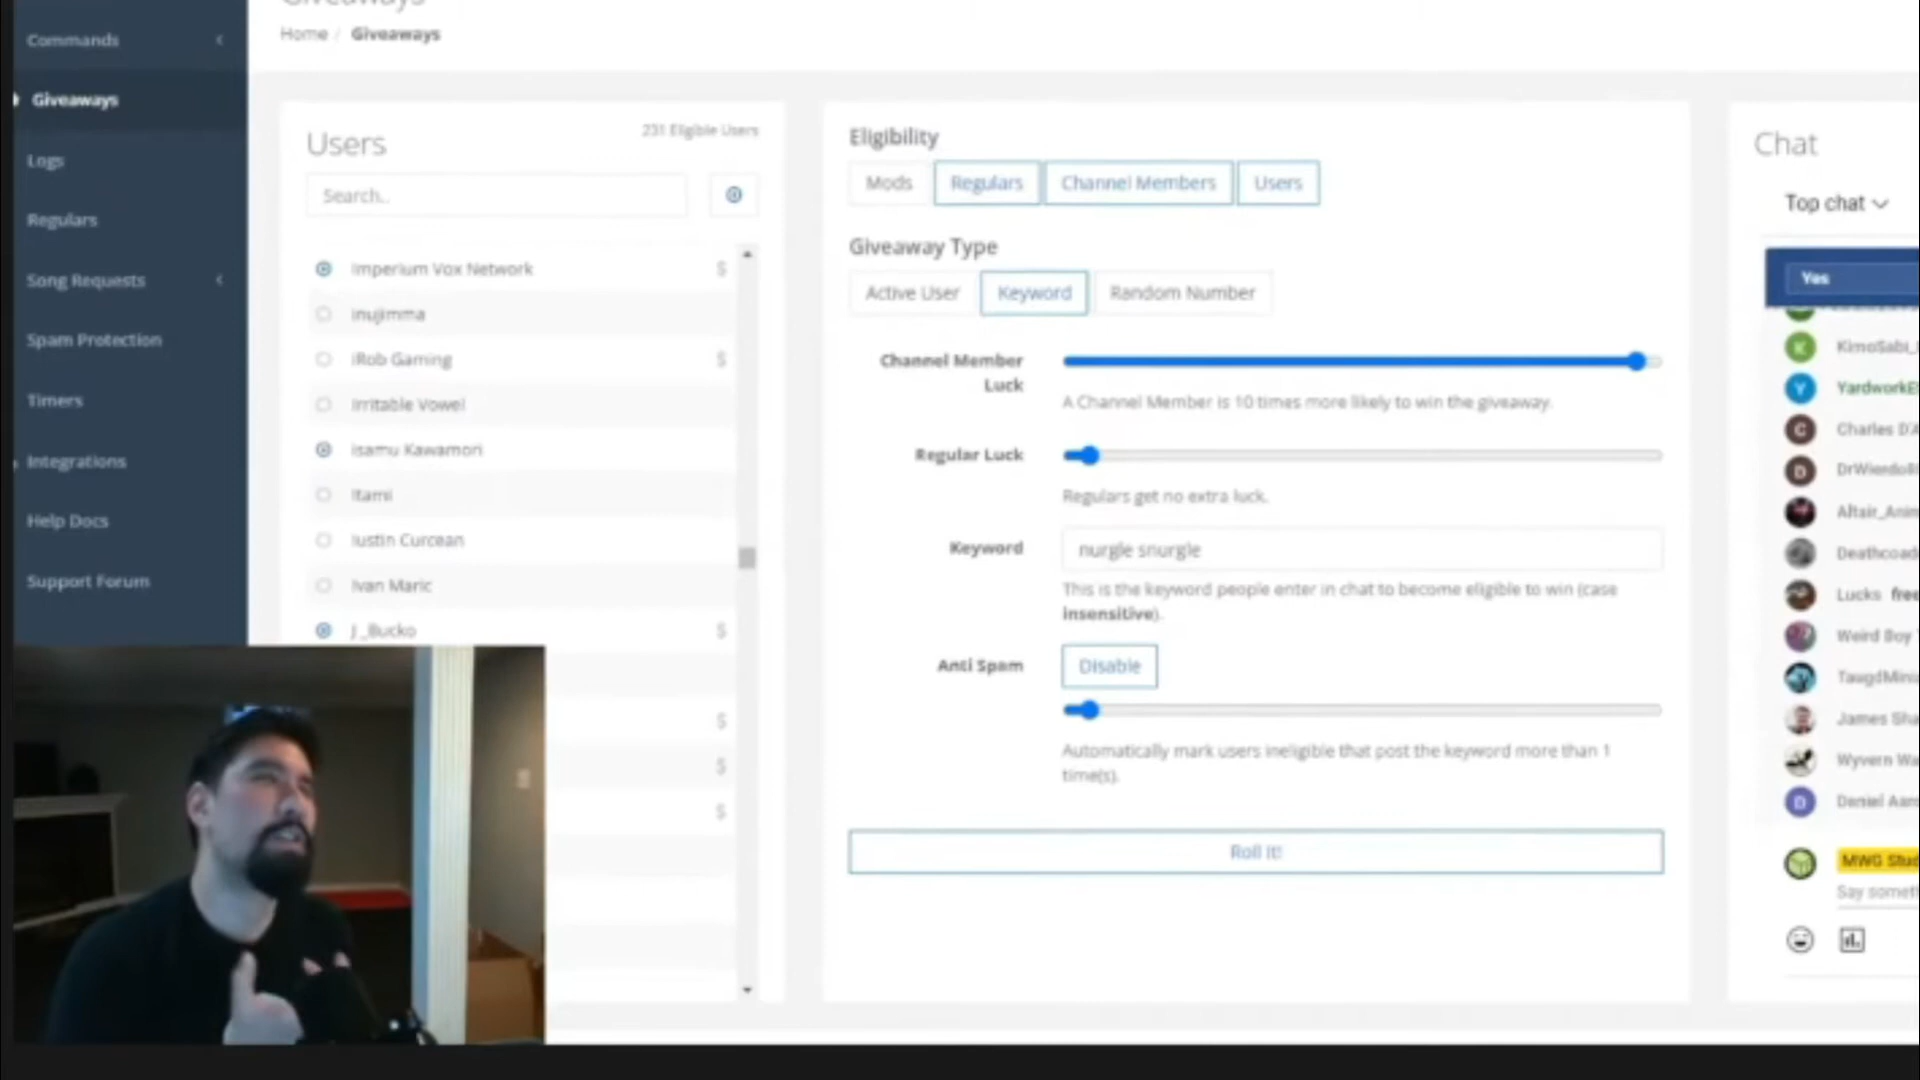 Giveaways
Home / Giveaways
Commands
Giveaways
Logs
Regulars
Song Requests
Spam Protection
Timers
Integrations
Help Docs
Support Forum
Users
231 Eligible Users
Search..
Imperium Vox Network $
inujimma
iRob Gaming $
Irritable Vowel
isamu Kawamori
Itami
Iustin Curcean
Ivan Maric
J_Bucko $
$
$
$
Eligibility
Mods Regulars Channel Members Users
Giveaway Type
Active User Keyword Random Number
Channel Member
Luck
A Channel Member is 10 times more likely to win the giveaway.
Regular Luck
Regulars get no extra luck.
Keyword
nurgle snurgle
This is the keyword people enter in chat to become eligible to win (case
insensitive).
Anti Spam
Disable
Automatically mark users ineligible that post the keyword more than 1
time(s).
Roll it!
Chat
Top chat
Yes
K KimoSabi_
Y YardworkE
C Charles D'A
D DrWierdo
Altair_Anim
Deathcoad
Lucks free
Weird Boy
TaugdMini
James Sha
Wyvern Wa
D Daniel Aar
MWG Stud
Say somet